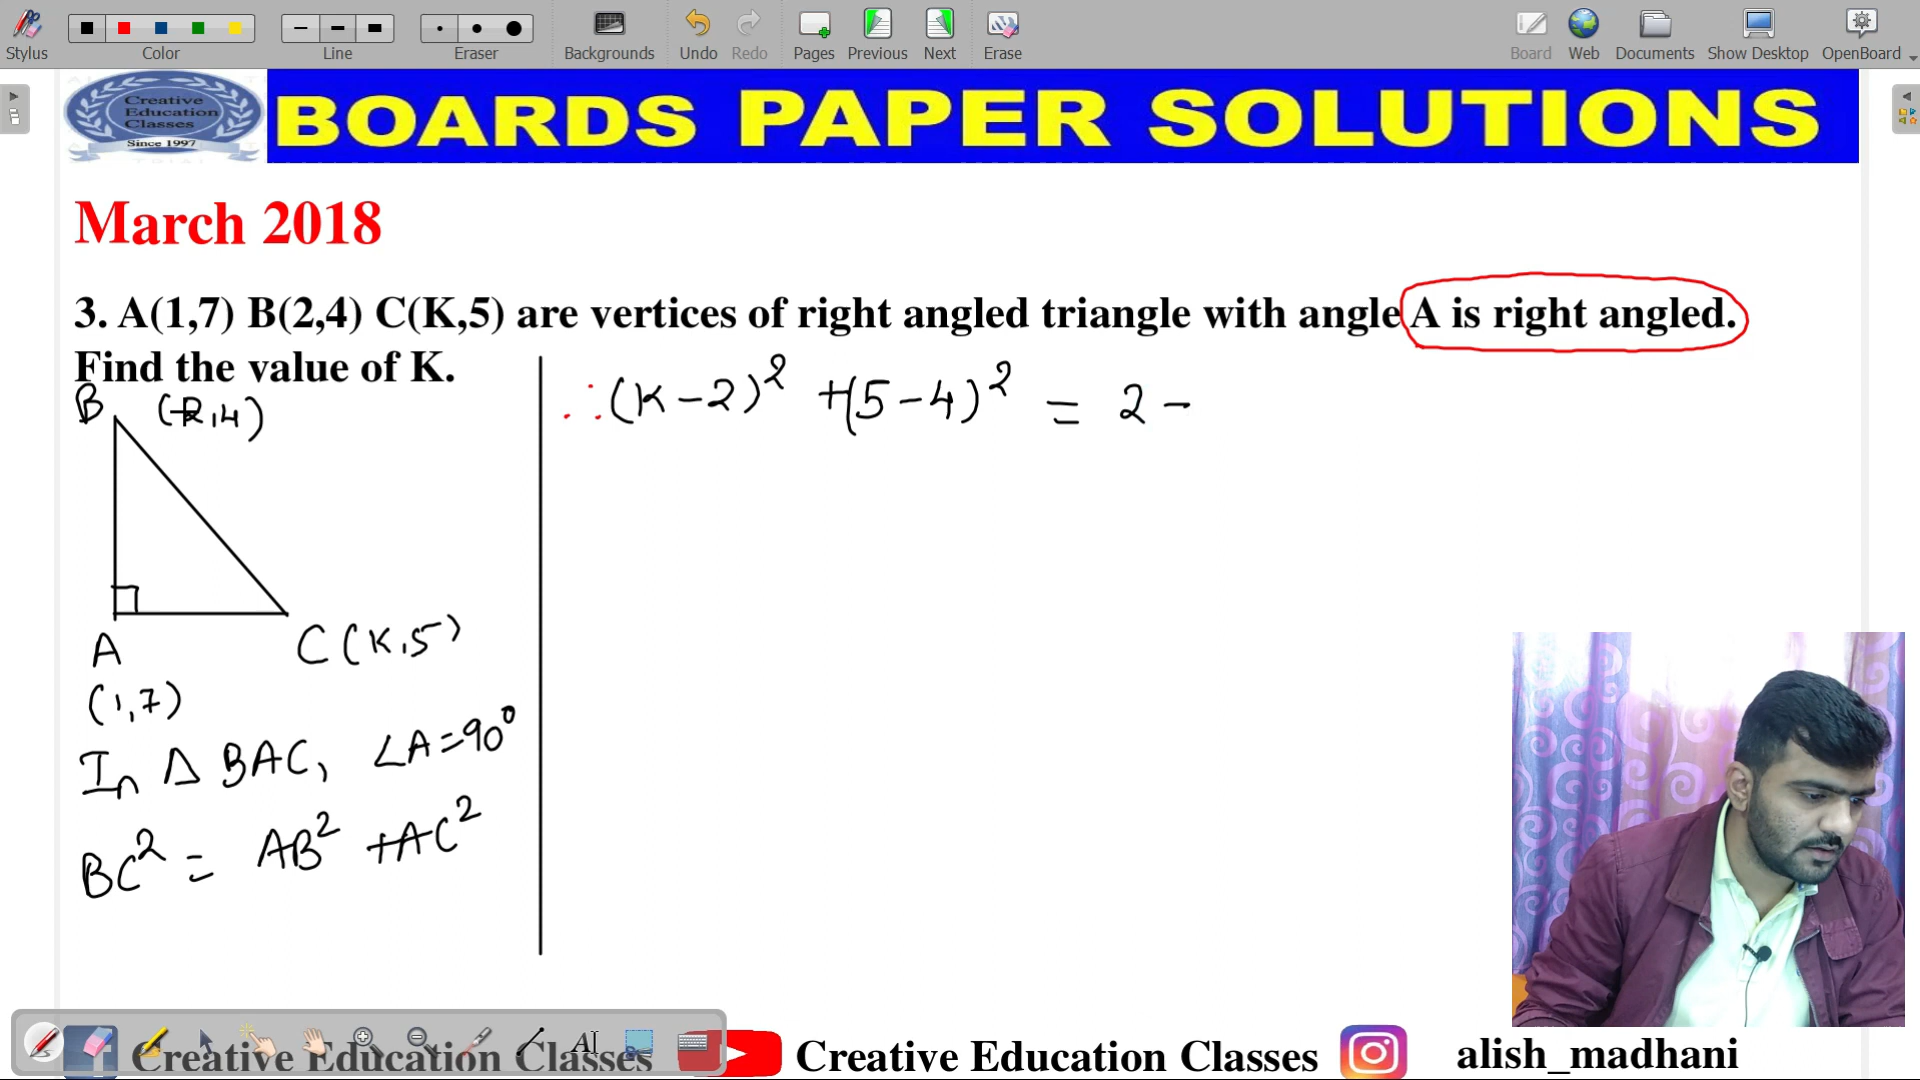 Stylus Color Line Eraser Backgrounds Undo Redo Pages Previous Next Erase Board Web Documents Show Desktop OpenBoard
Creative
Education
Classes
Since 1997
BOARDS PAPER SOLUTIONS
March 2018
3. A(1,7) B(2,4) C(K,5) are vertices of right angled triangle with angle A is right angled.
Find the value of K.
∴ (K-2)² +(5-4)² = 2 -
B (2,4)
A C (K,5)
(1,7)
In Δ BAC, ∠A=90°
BC² = AB² +AC²
Creative Education Classes Creative Education Classes alish_madhani